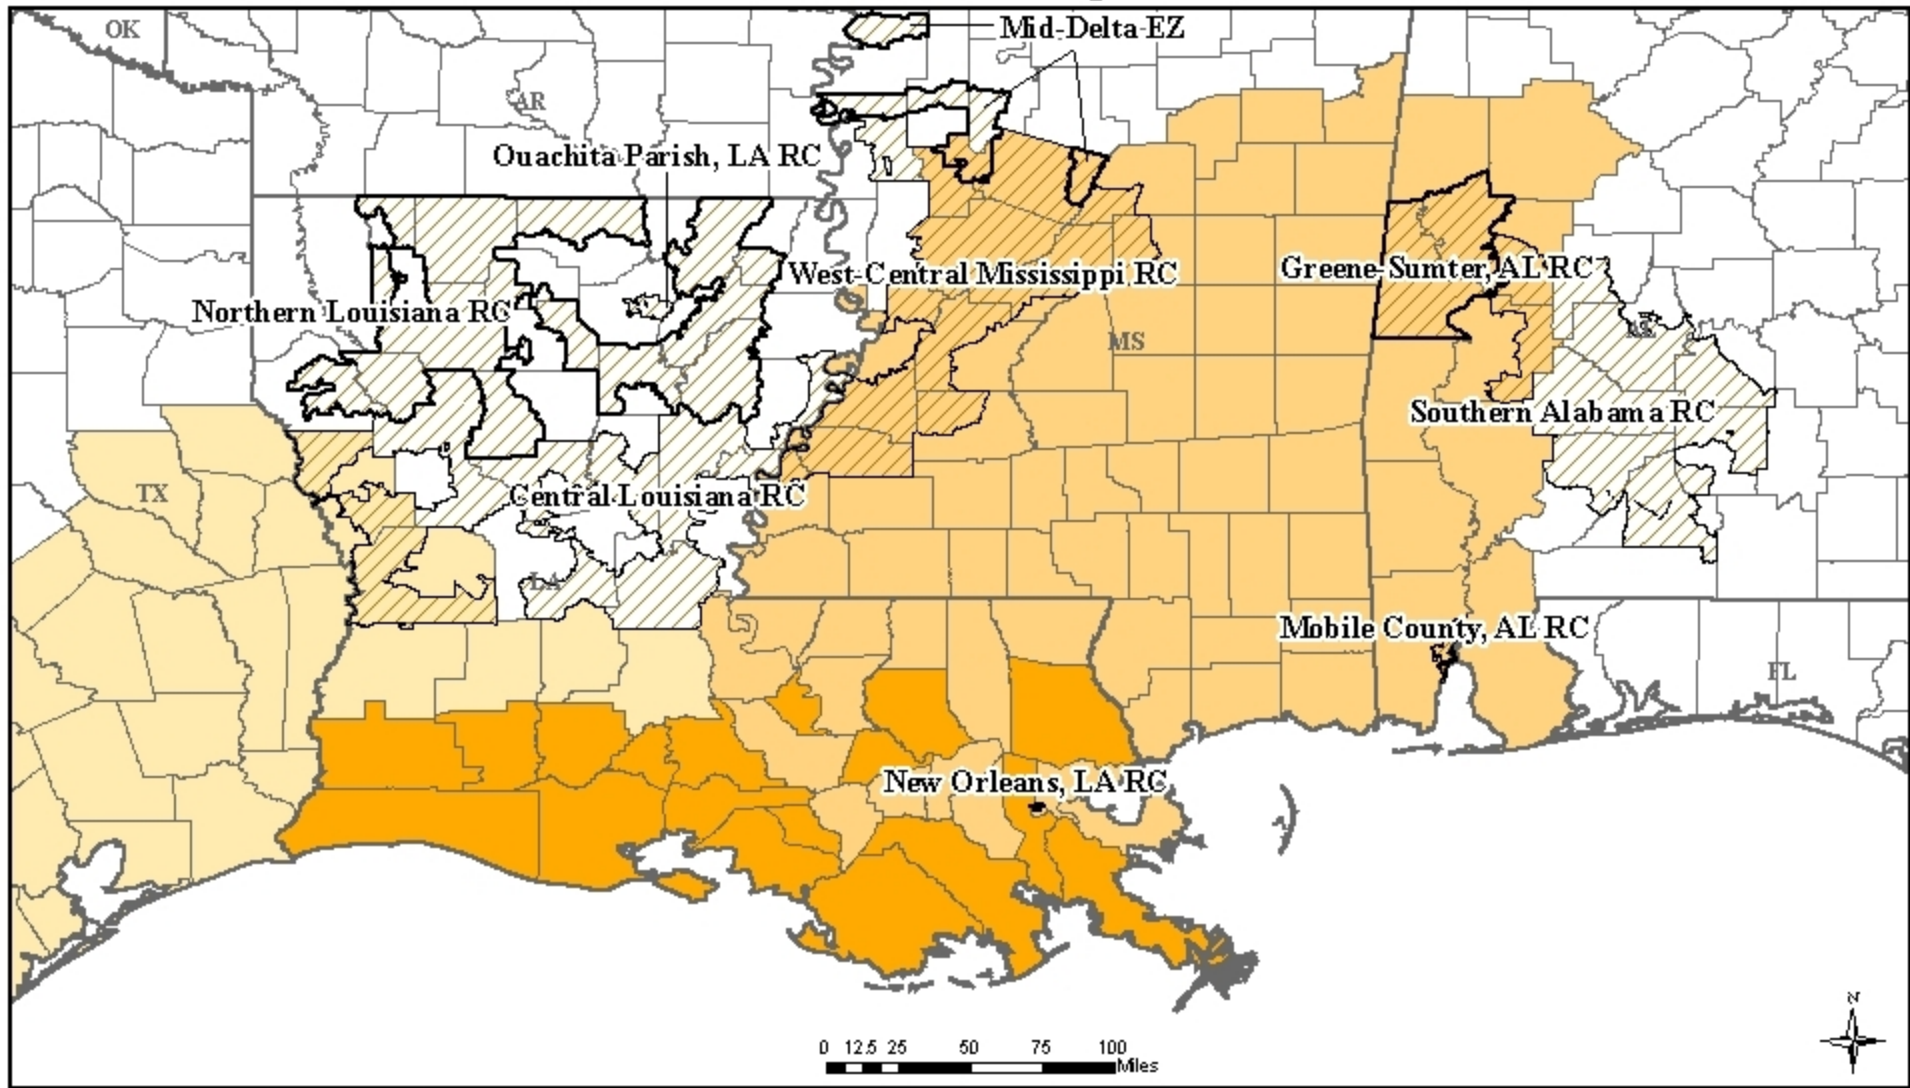 Mid-Delta EZ
OK
AR
Ouachita Parish, LA RC
West-Central Mississippi RC
Greene-Sumter, AL RC
Northern Louisiana RC
MS
AL
Southern Alabama RC
TX
Central Louisiana RC
LA
Mobile County, AL RC
FL
New Orleans, LA RC
N
0 12.5 25 50 75 100
Miles